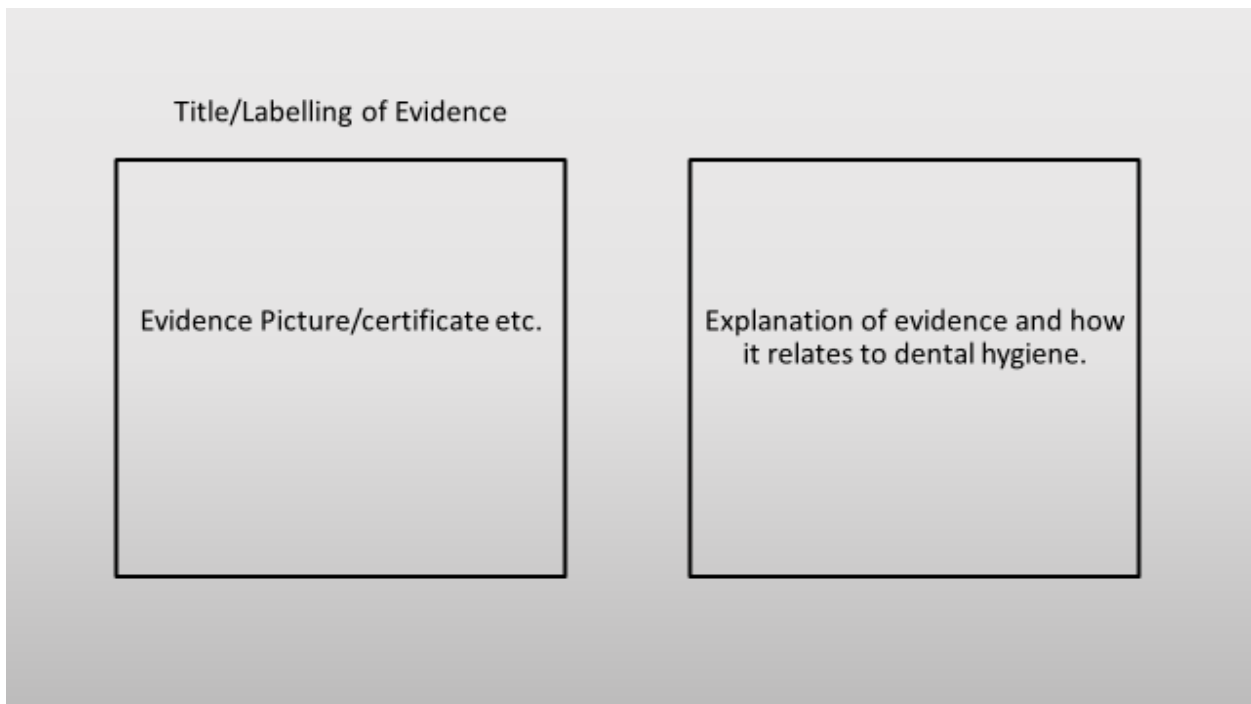 Title/Labelling of Evidence
Evidence Picture/certificate etc.
Explanation of evidence and how
it relates to dental hygiene.